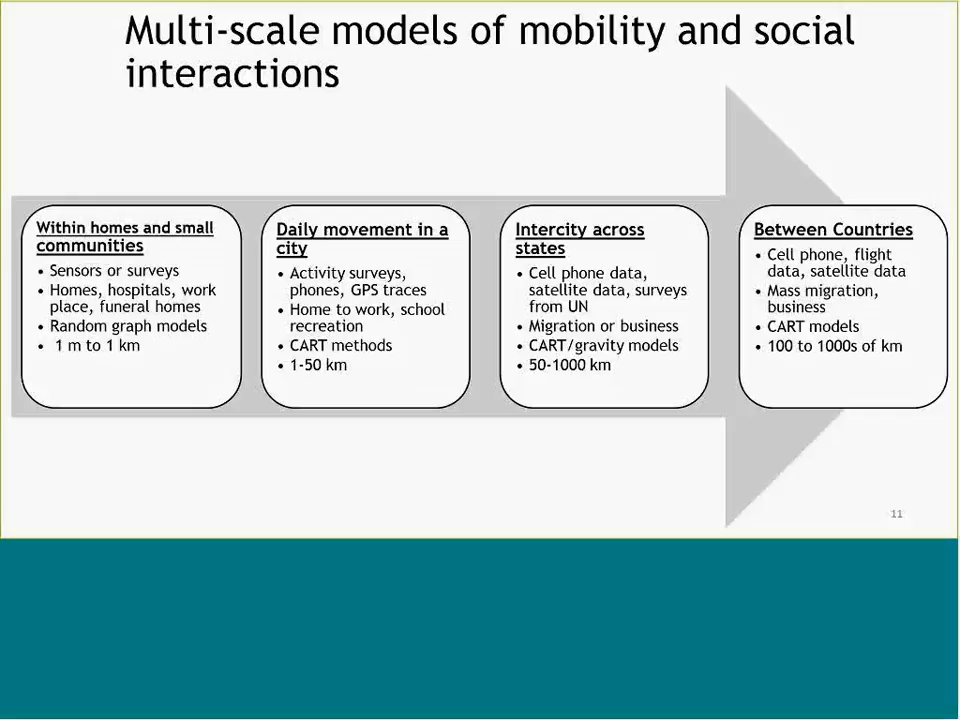 Multi-scale models of mobility and social
interactions
Within homes and small
communities
• Sensors or surveys
• Homes, hospitals, work
place, funeral homes
• Random graph models
• 1 m to 1 km
Daily movement in a
city
• Activity surveys,
phones, GPS traces
• Home to work, school
recreation
• CART methods
• 1-50 km
Intercity across
states
• Cell phone data,
satellite data, surveys
from UN
• Migration or business
• CART/gravity models
• 50-1000 km
Between Countries
• Cell phone, flight
data, satellite data
• Mass migration,
business
• CART models
• 100 to 1000s of km
11